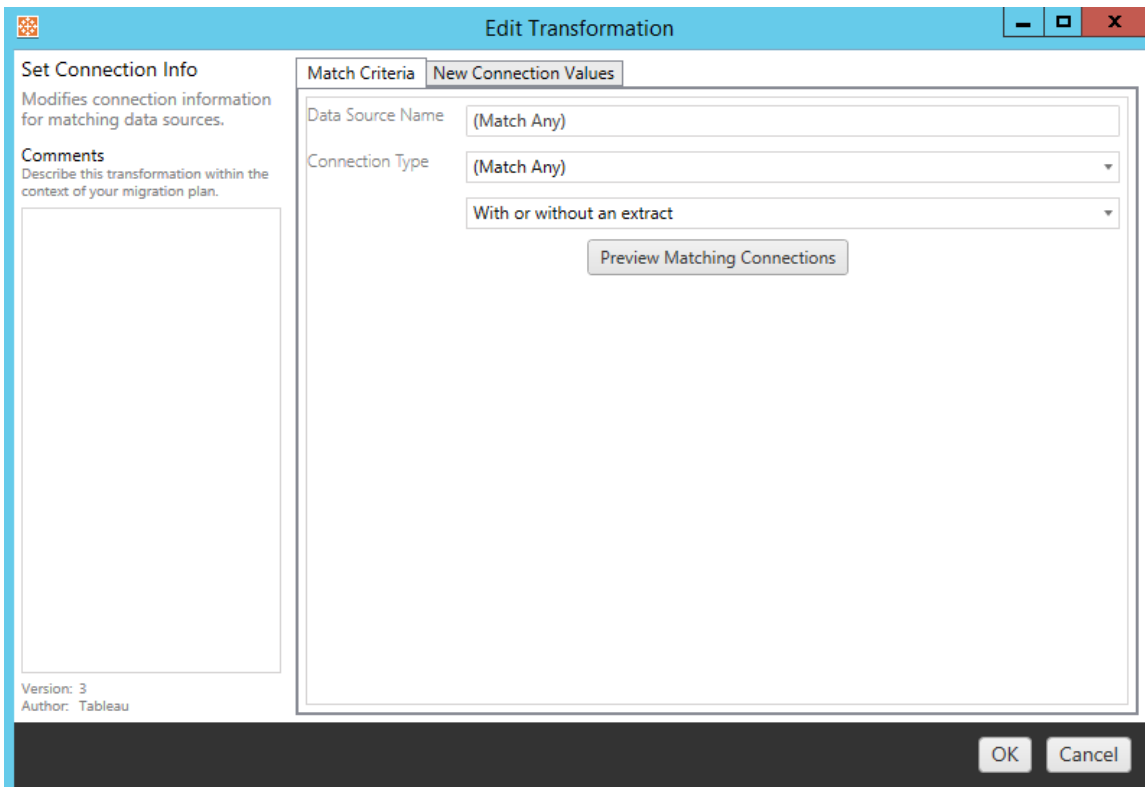 Edit Transformation
X
Set Connection Info
Modifies connection information
for matching data sources.
Comments
Describe this transformation within the
context of your migration plan.
Version: 3
Author: Tableau
Match Criteria
New Connection Values
Data Source Name
(Match Any)
Connection Type
(Match Any)
With or without an extract
Preview Matching Connections
OK
Cancel